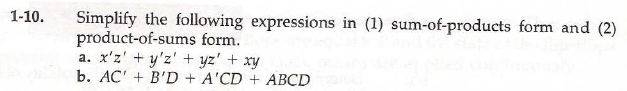 1-10. Simplify the following expressions in (1) sum-of-products form and (2)
product-of-sums form.
a. x'z' + y'z' + yz' + xy
b. AC' + B'D + A'CD + ABCD